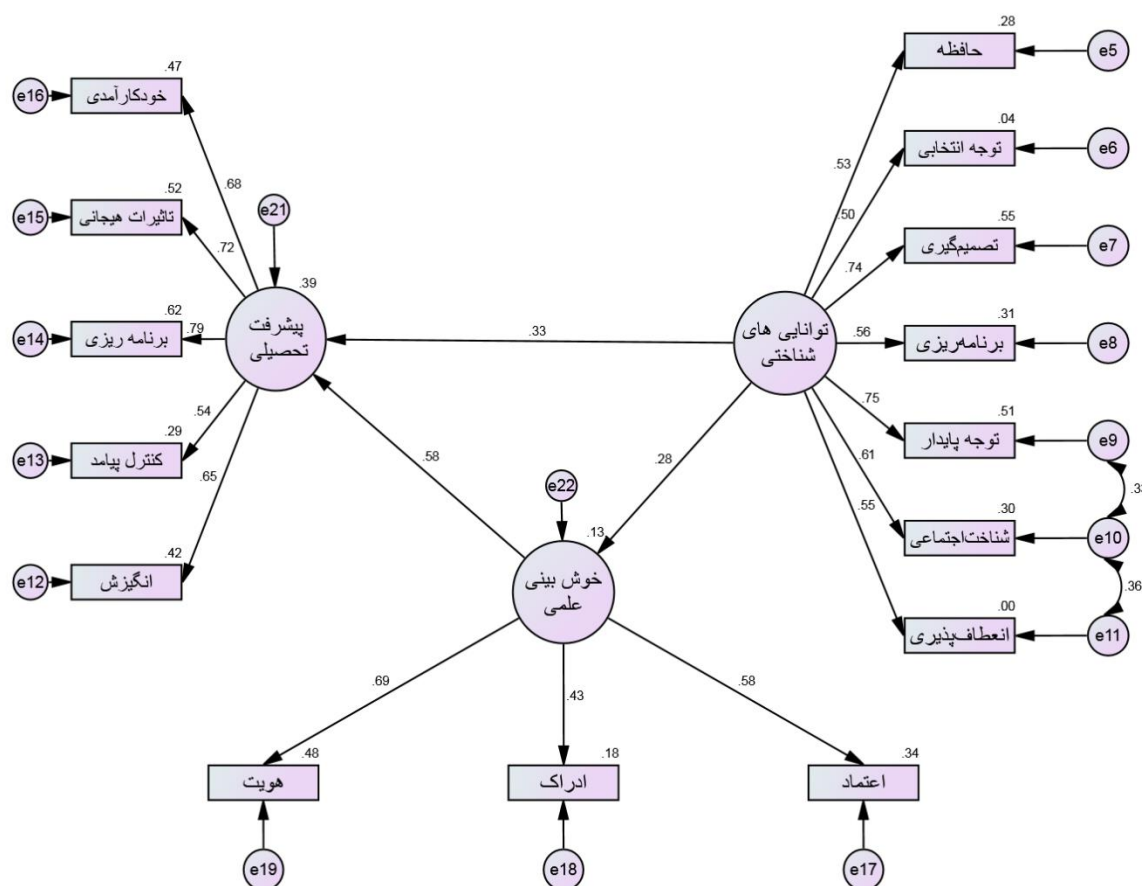 .28
حافظه
e5
.47
خودکارآمدی
e16
.04
توجه انتخابی
e6
.53
.68
.50
.52
تاثیرات هیجانی
e15
e21
.55
تصمیم‌گیری
e7
.72
.74
.39
پیشرفت
تحصیلی
.62
برنامه ریزی
e14
.79
.33
توانایی های
شناختی
.56
.31
برنامه‌ریزی
e8
.54
.75
.29
کنترل پیامد
e13
.65
.51
توجه پایدار
e9
.58
.28
.61
.33
e22
.55
.30
شناخت‌اجتماعی
e10
.13
.42
انگیزش
e12
خوش بینی
علمی
.36
.00
انعطاف‌پذیری
e11
.69
.43
.58
.48
هویت
.18
ادراک
.34
اعتماد
e19
e18
e17